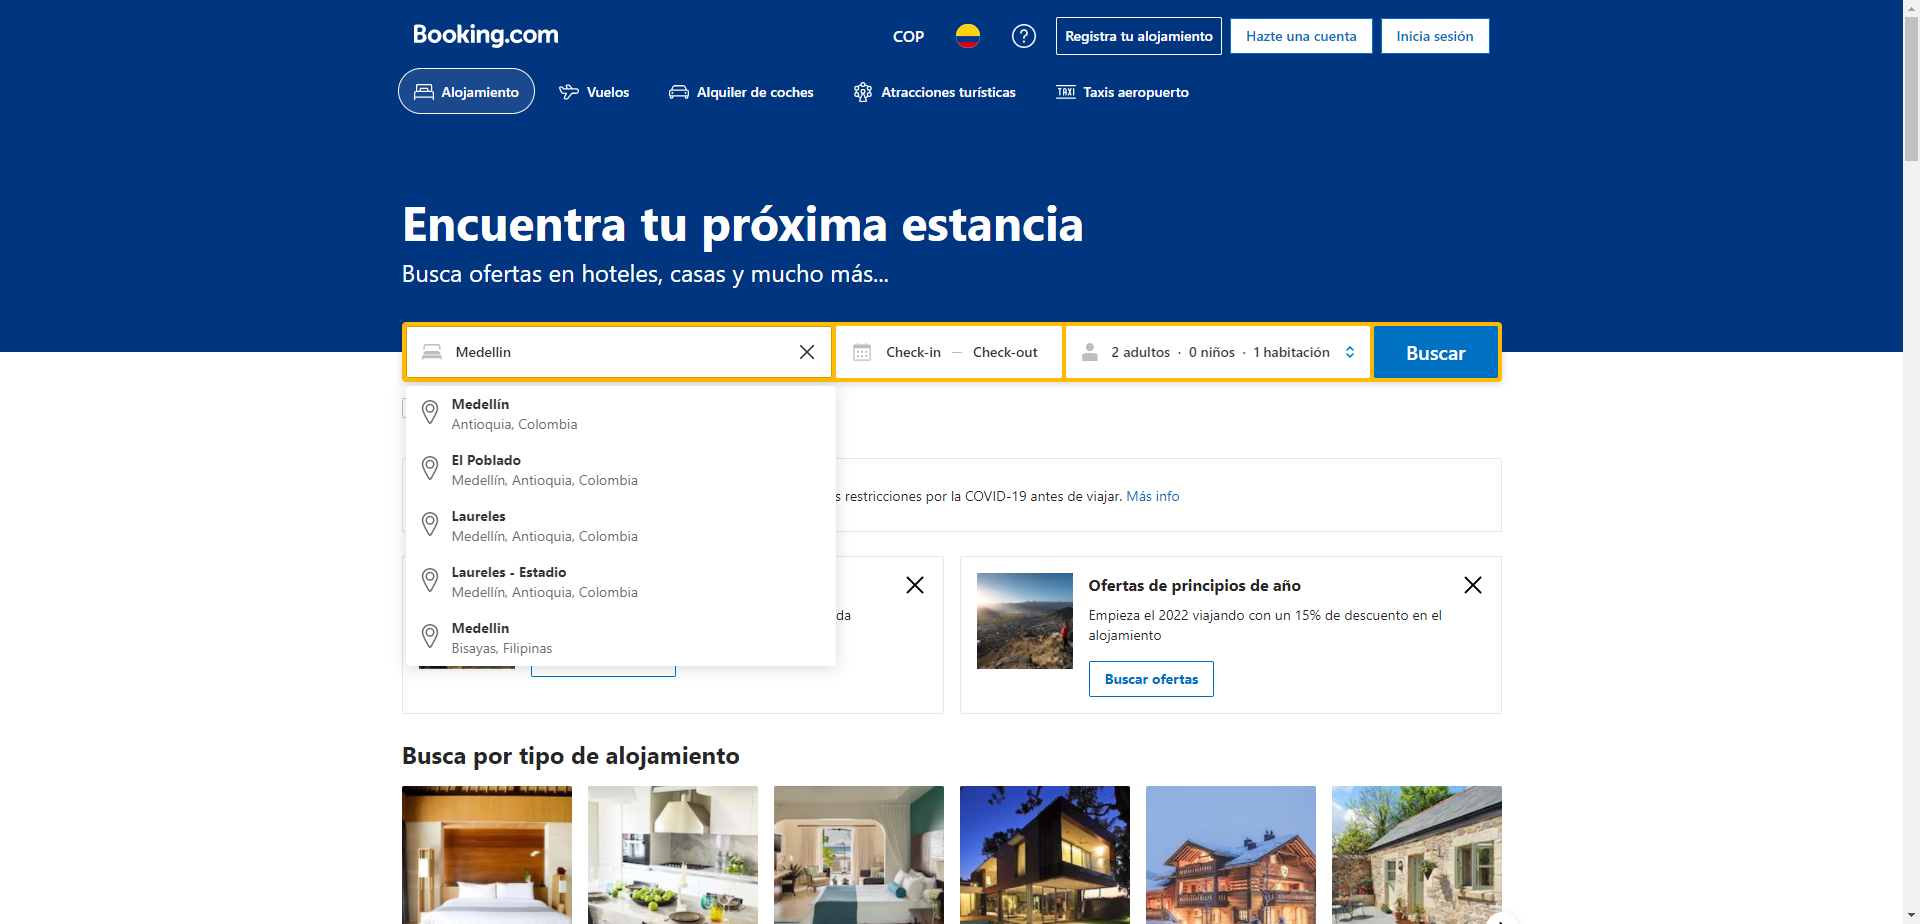 Booking.com
COP
Registra tu alojamiento
Hazte una cuenta
Inicia sesión
Alojamiento
Vuelos
Alquiler de coches
Atracciones turísticas
TAXI
Taxis aeropuerto
Encuentra tu próxima estancia
Busca ofertas en hoteles, casas y mucho más...
Medellin
Check-in — Check-out
2 adultos · 0 niños · 1 habitación
Buscar
Medellín
Antioquia, Colombia
El Poblado
Medellín, Antioquia, Colombia
Laureles
Medellín, Antioquia, Colombia
Laureles - Estadio
Medellín, Antioquia, Colombia
Medellin
Bisayas, Filipinas
s restricciones por la COVID-19 antes de viajar. Más info
da
Ofertas de principios de año
Empieza el 2022 viajando con un 15% de descuento en el
alojamiento
Buscar ofertas
Busca por tipo de alojamiento